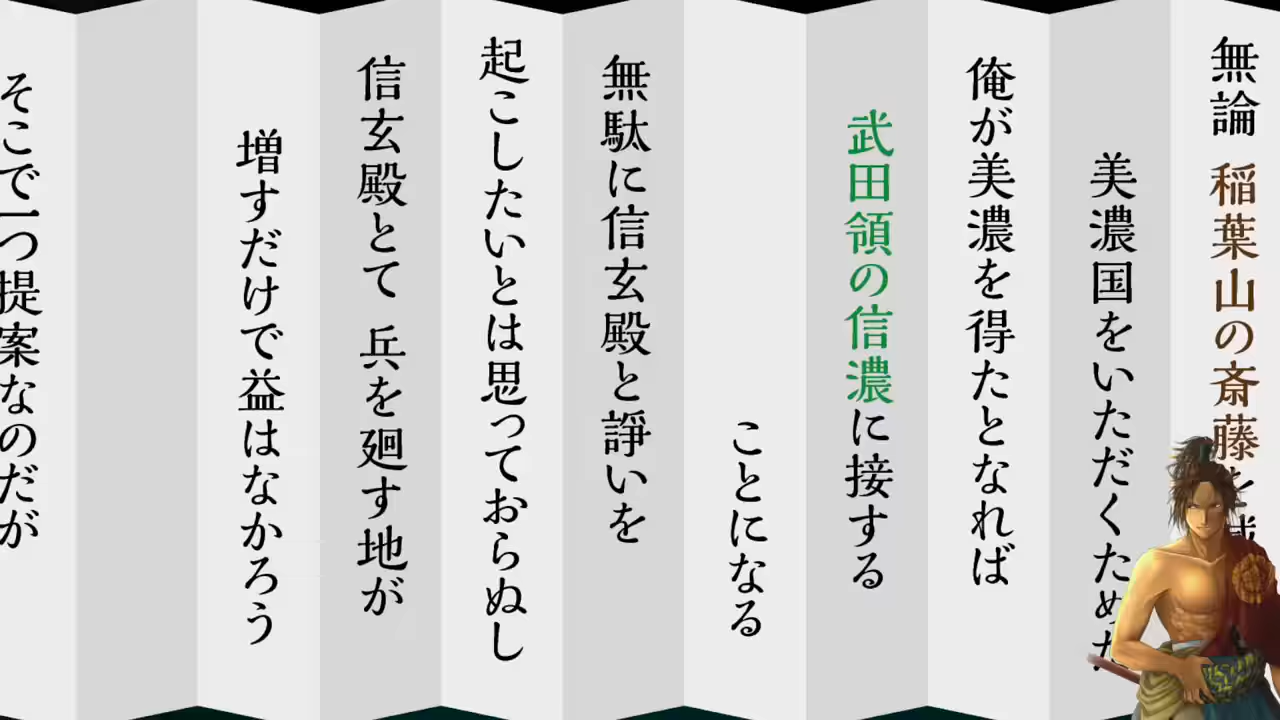 無論 稲葉山の斎藤を
美濃国をいただくためだ
俺が美濃を得たとなれば
武田領の信濃に接する
ことになる
無駄に信玄殿と諍いを
起こしたいとは思っておらぬし
信玄殿とて 兵を廻す地が
増すだけで益はなかろう
そこで一つ提案なのだが